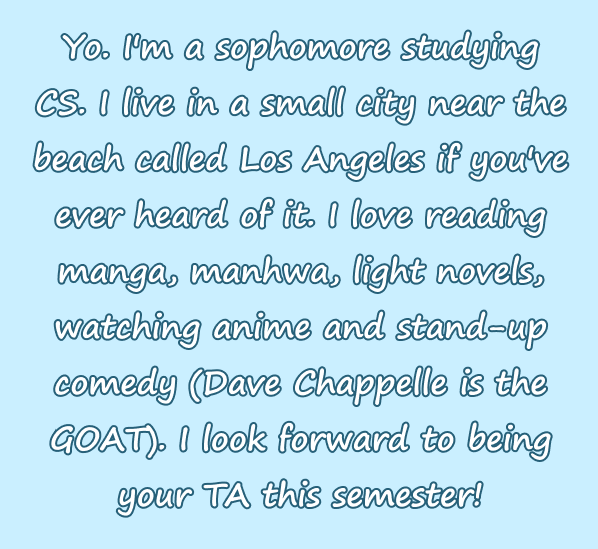 Yo. I'm a sophomore studying
CS. I live in a small city near the
beach called Los Angeles if you've
ever heard of it. I love reading
manga, manhwa, light novels,
watching anime and stand-up
comedy (Dave Chappelle is the
GOAT). I look forward to being
your TA this semester!